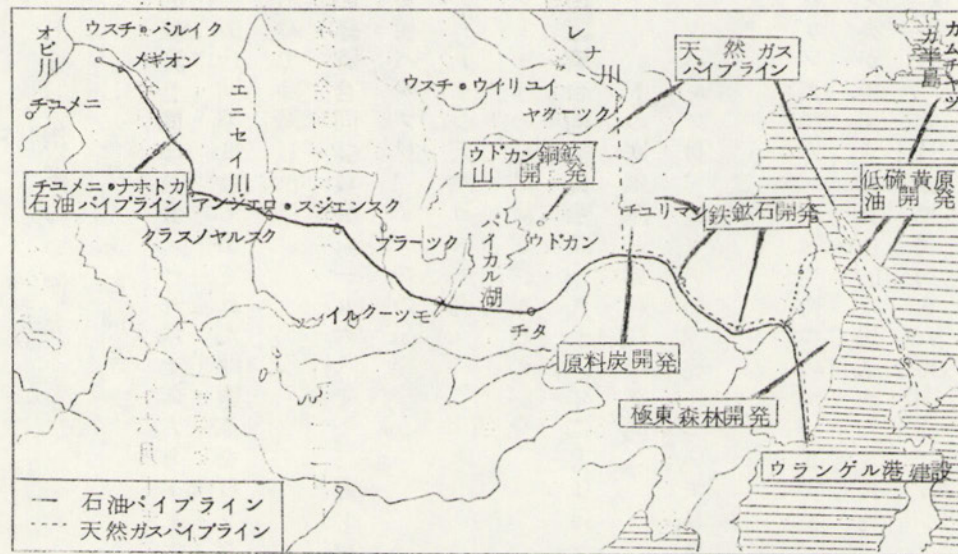 オビ川
ウスチ・バルイク
メギオン
チユメニ
エニセイ川
ウスチ・ウイリユイ
レナ川
ヤクーツク
天然ガス
パイプライン
カムチヤツ
カ半島
ウドカン銅鉱
山開発
チユメニ・ナホトカ
石油パイプライン
アンジエロ・スジエンスク
クラスノヤルスク
ブラーツク
バイカル湖
ウドカン
チユリマン
鉄鉱石開発
低硫黄原
油開発
イルクーツモ
チタ
原料炭開発
極東森林開発
ウランゲル港建設
石油パイプライン
天然ガスパイプライン